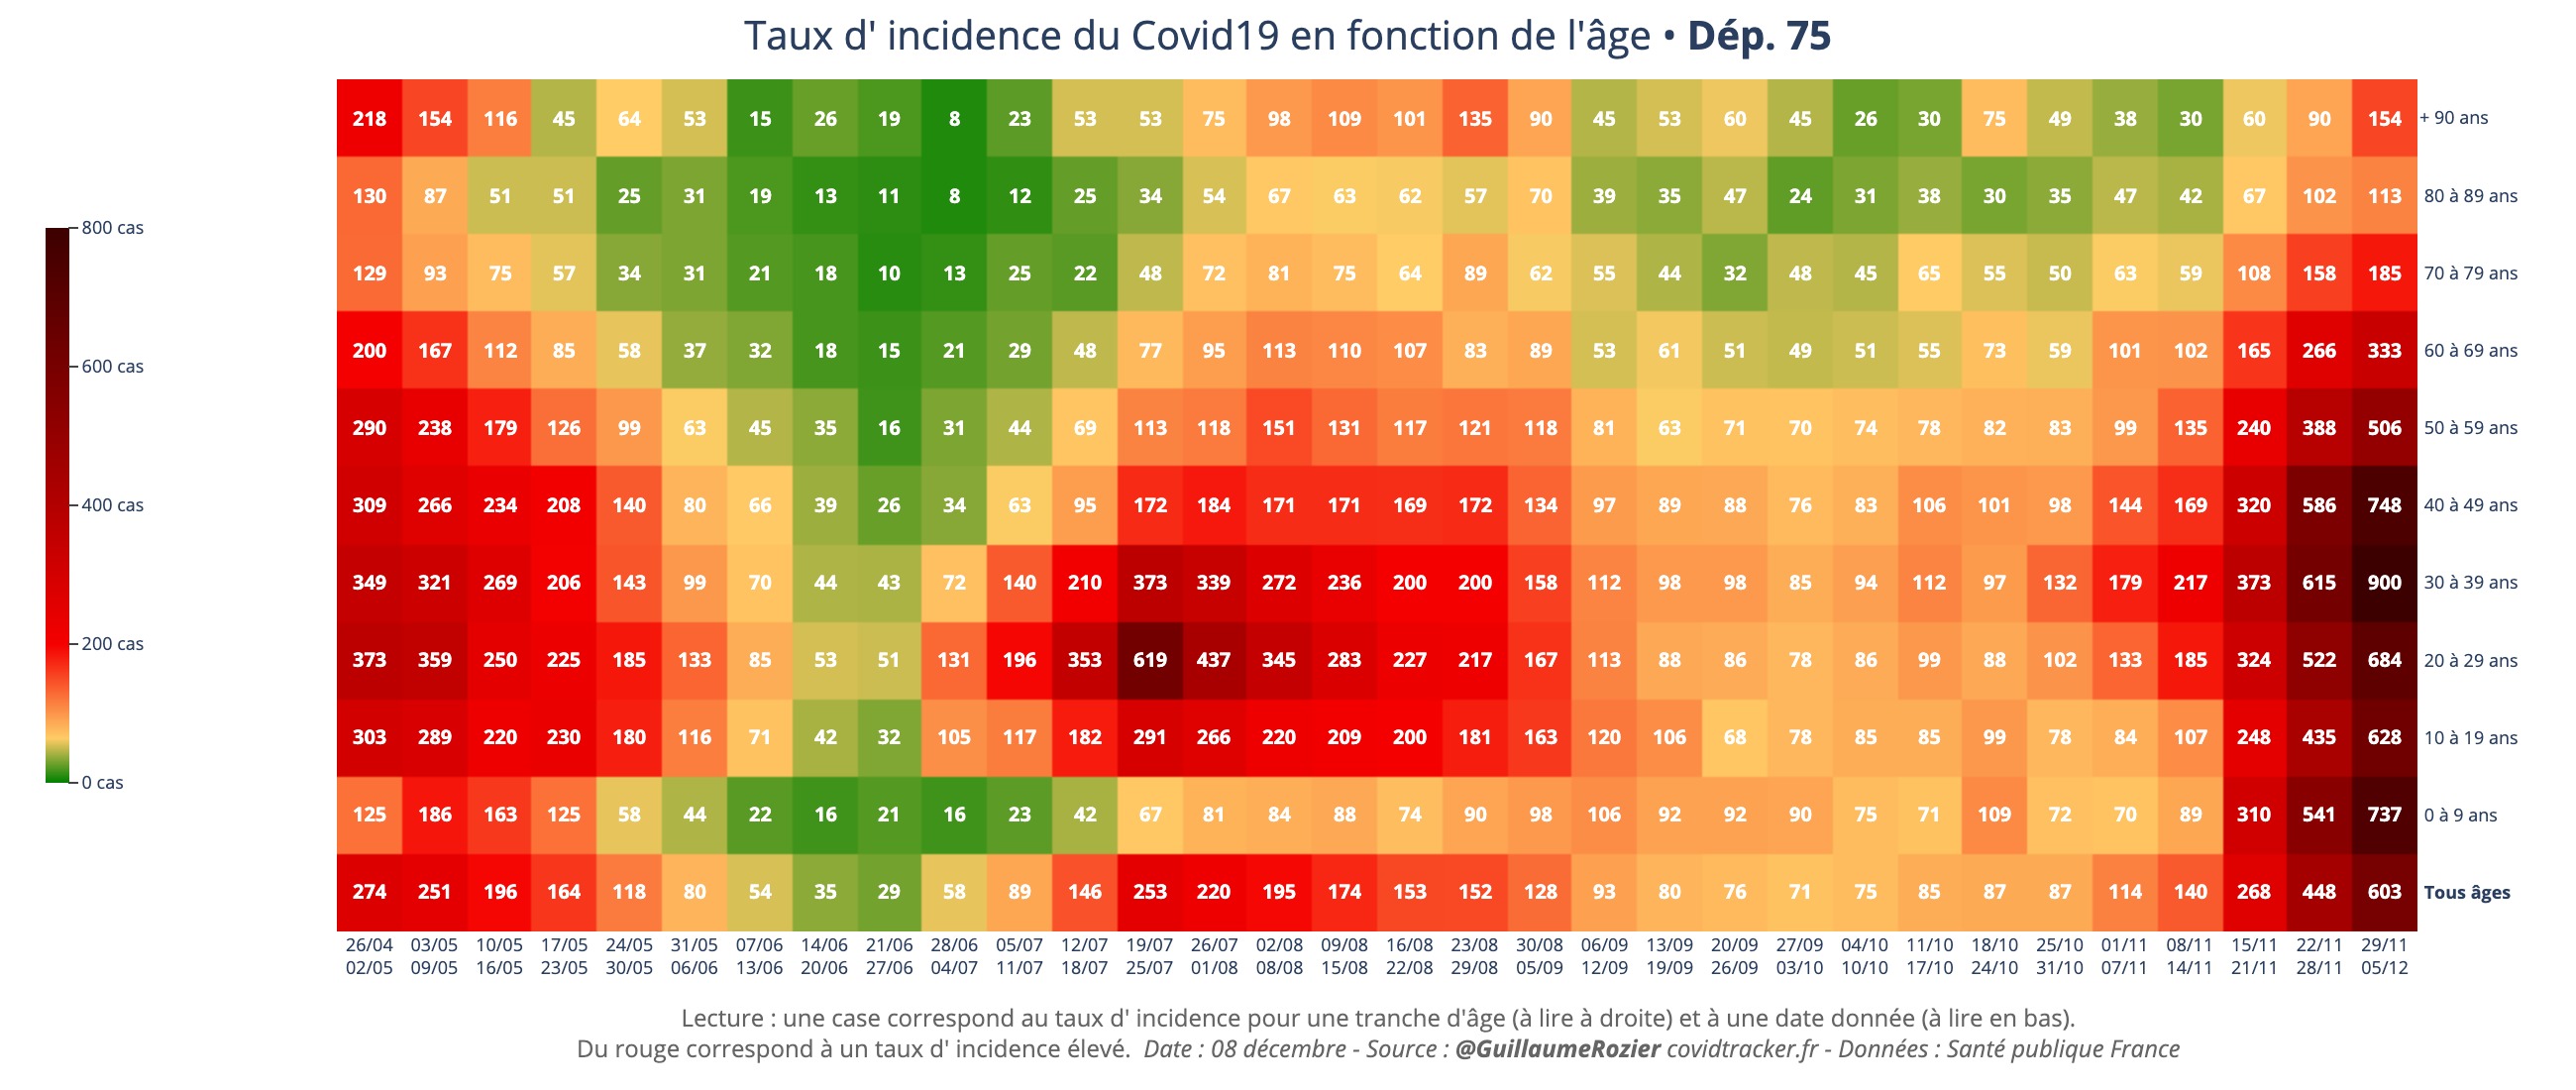 Taux d' incidence du Covid19 en fonction de l'âge • Dép. 75
800 cas
600 cas
400 cas
200 cas
0 cas
218 154 116 45 64 53 15 26 19 8 23 53 53 75 98 109 101 135 90 45 53 60 45 26 30 75 49 38 30 60 90 154 + 90 ans
130 87 51 51 25 31 19 13 11 8 12 25 34 54 67 63 62 57 70 39 35 47 24 31 38 30 35 47 42 67 102 113 80 à 89 ans
129 93 75 57 34 31 21 18 10 13 25 22 48 72 81 75 64 89 62 55 44 32 48 45 65 55 50 63 59 108 158 185 70 à 79 ans
200 167 112 85 58 37 32 18 15 21 29 48 77 95 113 110 107 83 89 53 61 51 49 51 55 73 59 101 102 165 266 333 60 à 69 ans
290 238 179 126 99 63 45 35 16 31 44 69 113 118 151 131 117 121 118 81 63 71 70 74 78 82 83 99 135 240 388 506 50 à 59 ans
309 266 234 208 140 80 66 39 26 34 63 95 172 184 171 171 169 172 134 97 89 88 76 83 106 101 98 144 169 320 586 748 40 à 49 ans
349 321 269 206 143 99 70 44 43 72 140 210 373 339 272 236 200 200 158 112 98 98 85 94 112 97 132 179 217 373 615 900 30 à 39 ans
373 359 250 225 185 133 85 53 51 131 196 353 619 437 345 283 227 217 167 113 88 86 78 86 99 88 102 133 185 324 522 684 20 à 29 ans
303 289 220 230 180 116 71 42 32 105 117 182 291 266 220 209 200 181 163 120 106 68 78 85 85 99 78 84 107 248 435 628 10 à 19 ans
125 186 163 125 58 44 22 16 21 16 23 42 67 81 84 88 74 90 98 106 92 92 90 75 71 109 72 70 89 310 541 737 0 à 9 ans
274 251 196 164 118 80 54 35 29 58 89 146 253 220 195 174 153 152 128 93 80 76 71 75 85 87 87 114 140 268 448 603 Tous âges
26/04 03/05 10/05 17/05 24/05 31/05 07/06 14/06 21/06 28/06 05/07 12/07 19/07 26/07 02/08 09/08 16/08 23/08 30/08 06/09 13/09 20/09 27/09 04/10 11/10 18/10 25/10 01/11 08/11 15/11 22/11 29/11
02/05 09/05 16/05 23/05 30/05 06/06 13/06 20/06 27/06 04/07 11/07 18/07 25/07 01/08 08/08 15/08 22/08 29/08 05/09 12/09 19/09 26/09 03/10 10/10 17/10 24/10 31/10 07/11 14/11 21/11 28/11 05/12
Lecture : une case correspond au taux d' incidence pour une tranche d'âge (à lire à droite) et à une date donnée (à lire en bas).
Du rouge correspond à un taux d' incidence élevé. Date : 08 décembre - Source : @GuillaumeRozier covidtracker.fr - Données : Santé publique France